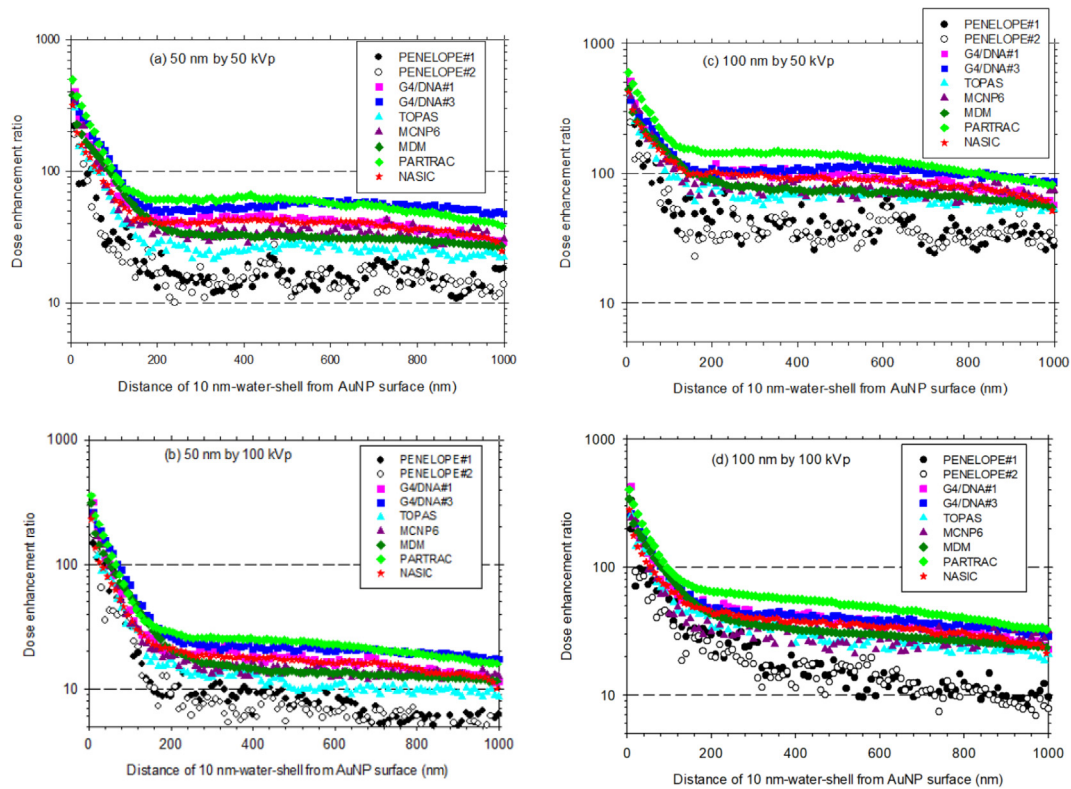 (a) 50 nm by 50 kVp
PENELOPE#1
PENELOPE#2
G4/DNA#1
G4/DNA#3
TOPAS
MCNP6
MDM
PARTRAC
NASIC
1000
100
10
0
200
400
600
800
1000
Dose enhancement ratio
Distance of 10 nm-water-shell from AuNP surface (nm)
(c) 100 nm by 50 kVp
PENELOPE#1
PENELOPE#2
G4/DNA#1
G4/DNA#3
TOPAS
MCNP6
MDM
PARTRAC
NASIC
1000
100
10
0
200
400
600
800
1000
Dose enhancement ratio
Distance of 10 nm-water-shell from AuNP surface (nm)
(b) 50 nm by 100 kVp
PENELOPE#1
PENELOPE#2
G4/DNA#1
G4/DNA#3
TOPAS
MCNP6
MDM
PARTRAC
NASIC
1000
100
10
0
200
400
600
800
1000
Dose enhancement ratio
Distance of 10 nm-water-shell from AuNP surface (nm)
(d) 100 nm by 100 kVp
PENELOPE#1
PENELOPE#2
G4/DNA#1
G4/DNA#3
TOPAS
MCNP6
MDM
PARTRAC
NASIC
1000
100
10
0
200
400
600
800
1000
Dose enhancement ratio
Distance of 10 nm-water-shell from AuNP surface (nm)